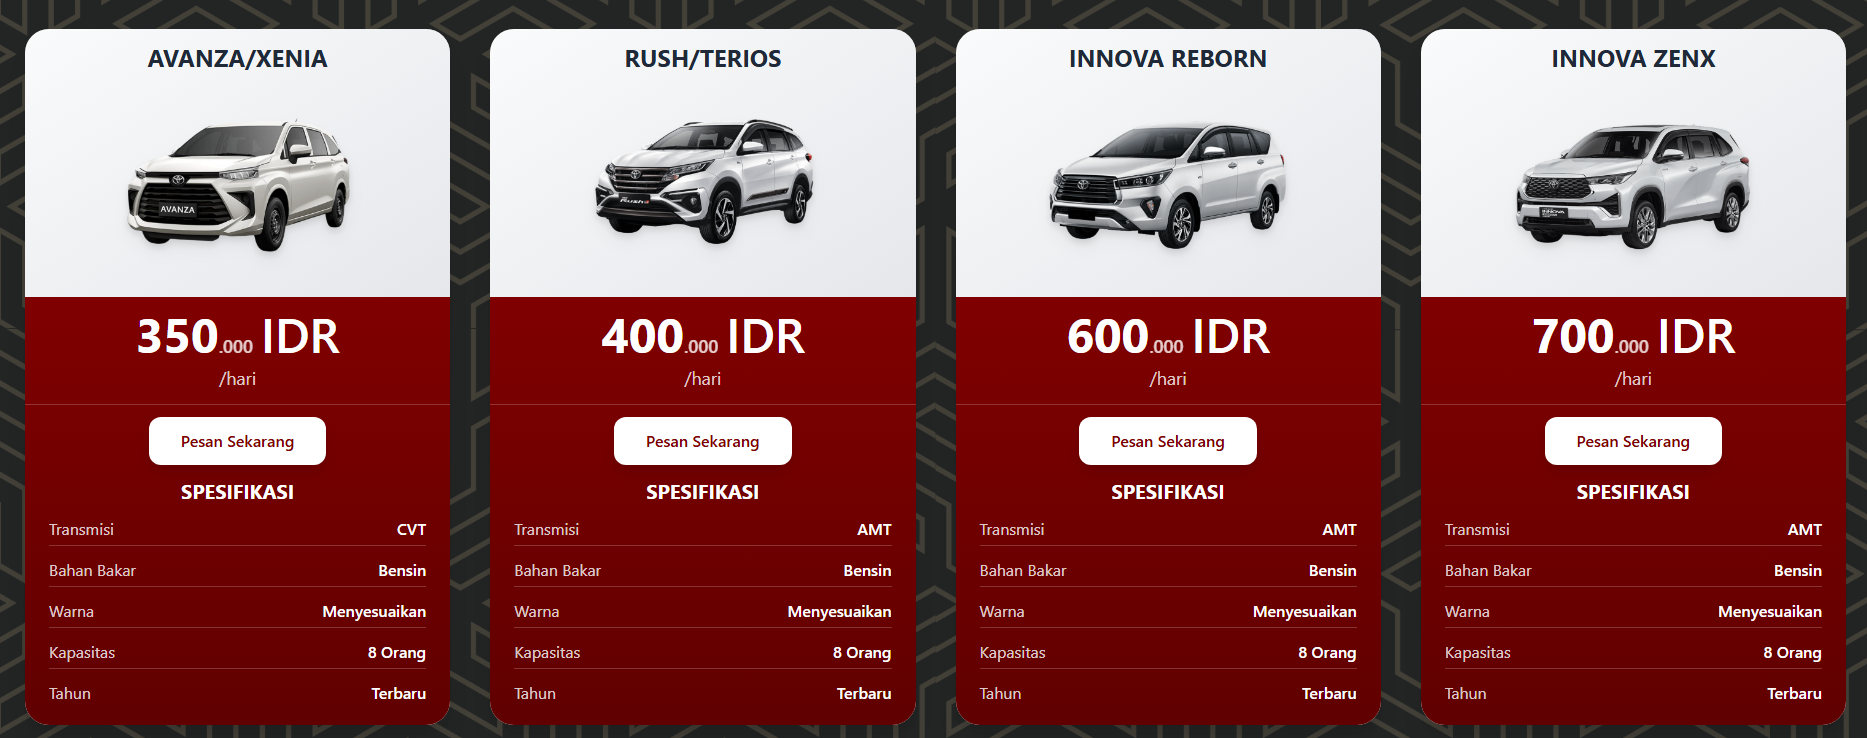 AVANZA/XENIA
AVANZA
350.000 IDR
/hari
Pesan Sekarang
SPESIFIKASI
Transmisi CVT
Bahan Bakar Bensin
Warna Menyesuaikan
Kapasitas 8 Orang
Tahun Terbaru
RUSH/TERIOS
Rush
400.000 IDR
/hari
Pesan Sekarang
SPESIFIKASI
Transmisi AMT
Bahan Bakar Bensin
Warna Menyesuaikan
Kapasitas 8 Orang
Tahun Terbaru
INNOVA REBORN
600.000 IDR
/hari
Pesan Sekarang
SPESIFIKASI
Transmisi AMT
Bahan Bakar Bensin
Warna Menyesuaikan
Kapasitas 8 Orang
Tahun Terbaru
INNOVA ZENX
INNOVA
700.000 IDR
/hari
Pesan Sekarang
SPESIFIKASI
Transmisi AMT
Bahan Bakar Bensin
Warna Menyesuaikan
Kapasitas 8 Orang
Tahun Terbaru